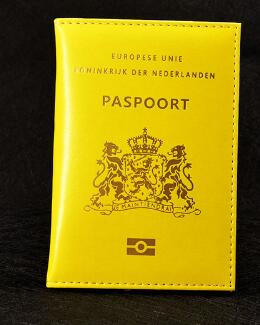 EUROPESE UNIE
KONINKRIJK DER NEDERLANDEN
PASPOORT